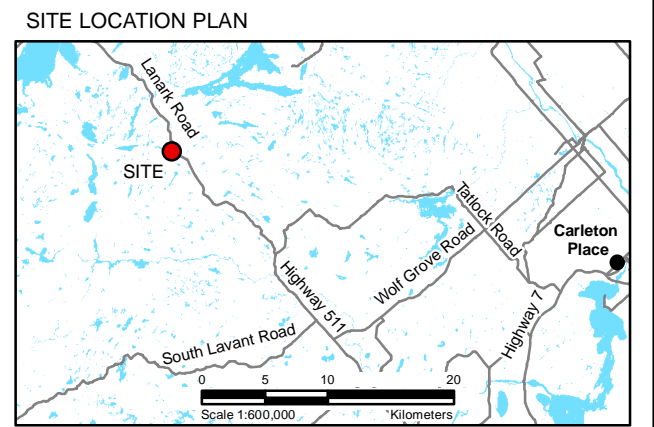 SITE LOCATION PLAN
Lanark Road
SITE
Tatlock Road
Carleton
Place
Wolf Grove Road
Highway 511
Highway 7
South Lavant Road
0 5 10 20
Scale 1:600,000 Kilometers